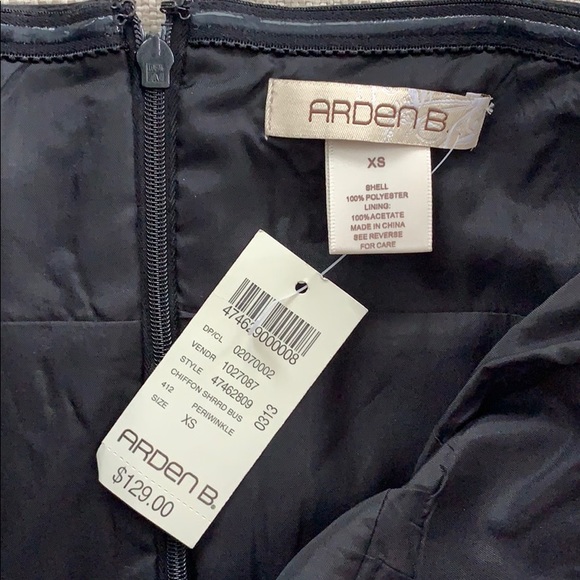 ARDEN B.
XS
SHELL
100% POLYESTER
LINING:
100% ACETATE
MADE IN CHINA
SEE REVERSE
FOR CARE
474629000008
DP/CL 02070002
VENDR 1027087
STYLE 47462809 0313
CHIFFON SHRRD BUS
412 PERIWINKLE
SIZE XS
ARDEN B.
$129.00